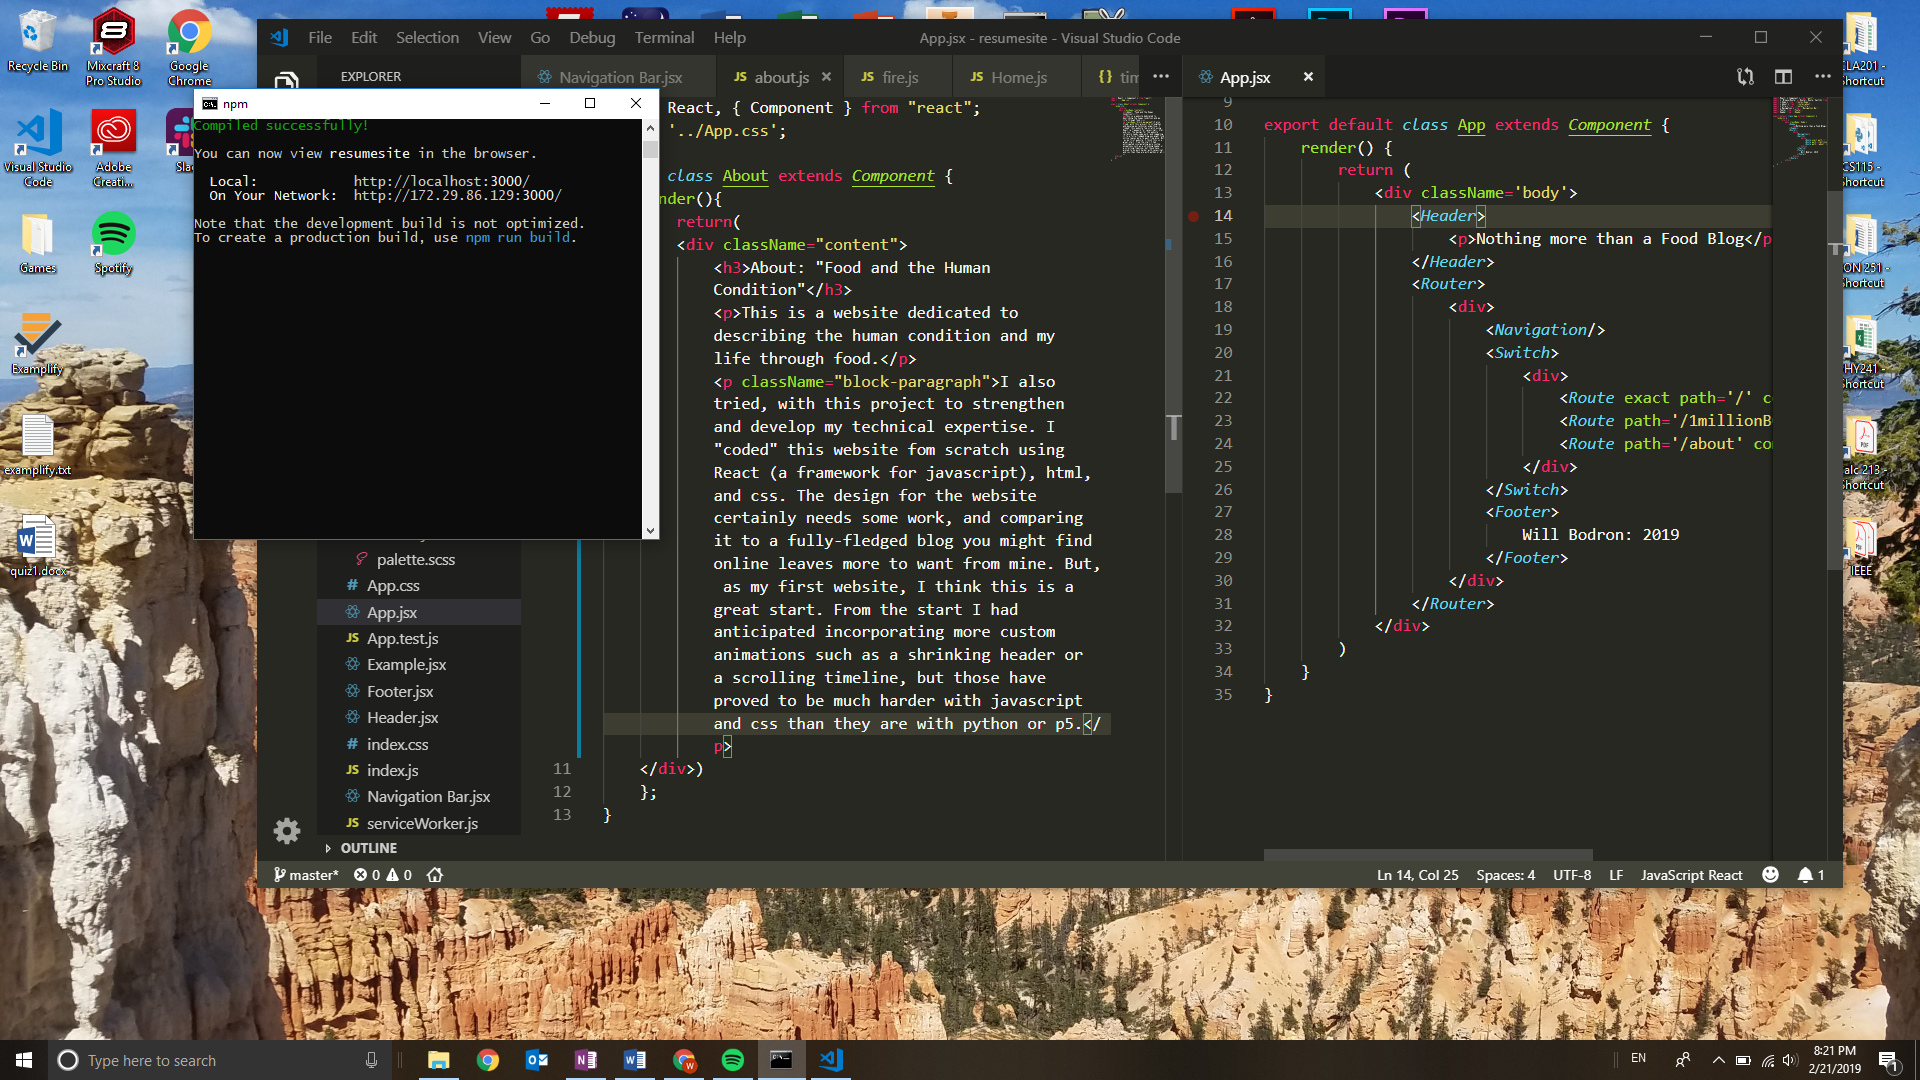 Recycle Bin
Mixcraft 8
Pro Studio
Google
Chrome
Visual Studio
Code
Adobe
Creati...
Games
Spotify
Examplify
examplify.txt
quiz1.docx
File Edit Selection View Go Debug Terminal Help
App.jsx - resumesite - Visual Studio Code
EXPLORER
Navigation Bar.jsx
JS about.js
JS fire.js
JS Home.js
{} tim
App.jsx
npm
Compiled successfully!
You can now view resumesite in the browser.
Local: http://localhost:3000/
On Your Network: http://172.29.86.129:3000/
Note that the development build is not optimized.
To create a production build, use npm run build.
palette.scss
# App.css
App.jsx
JS App.test.js
Example.jsx
Footer.jsx
Header.jsx
# index.css
JS index.js
Navigation Bar.jsx
JS serviceWorker.js
OUTLINE
React, { Component } from "react";
'../App.css';
class About extends Component {
nder(){
return(
<div className="content">
<h3>About: "Food and the Human
Condition"</h3>
<p>This is a website dedicated to
describing the human condition and my
life through food.</p>
<p className="block-paragraph">I also
tried, with this project to strengthen
and develop my technical expertise. I
"coded" this website fom scratch using
React (a framework for javascript), html,
and css. The design for the website
certainly needs some work, and comparing
it to a fully-fledged blog you might find
online leaves more to want from mine. But,
as my first website, I think this is a
great start. From the start I had
anticipated incorporating more custom
animations such as a shrinking header or
a scrolling timeline, but those have
proved to be much harder with javascript
and css than they are with python or p5.</
p>
11 </div>)
12 };
13 }
9
10 export default class App extends Component {
11 render() {
12 return (
13 <div className='body'>
14 <Header>
15 <p>Nothing more than a Food Blog</p
16 </Header>
17 <Router>
18 <div>
19 <Navigation/>
20 <Switch>
21 <div>
22 <Route exact path='/' c
23 <Route path='/1millionB
24 <Route path='/about' co
25 </div>
26 </Switch>
27 <Footer>
28 Will Bodron: 2019
29 </Footer>
30 </div>
31 </Router>
32 </div>
33 )
34 }
35 }
master* 0 0
Ln 14, Col 25 Spaces: 4 UTF-8 LF JavaScript React 1
CLA201 -
Shortcut
CS115 -
Shortcut
ON 251 -
Shortcut
HY241 -
Shortcut
alc 213 -
Shortcut
IEEE
Type here to search
EN
8:21 PM
2/21/2019
1